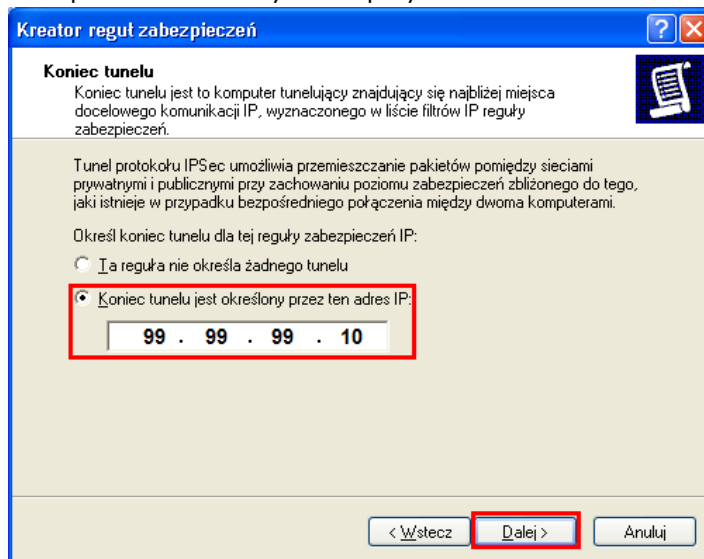 Kreator reguł zabezpieczeń
Koniec tunelu
Koniec tunelu jest to komputer tunelujący znajdujący się najbliżej miejsca
docelowego komunikacji IP, wyznaczonego w liście filtrów IP reguły
zabezpieczeń.
Tunel protokołu IPSec umożliwia przemieszczanie pakietów pomiędzy sieciami
prywatnymi i publicznymi przy zachowaniu poziomu zabezpieczeń zbliżonego do tego,
jaki istnieje w przypadku bezpośredniego połączenia między dwoma komputerami.
Określ koniec tunelu dla tej reguły zabezpieczeń IP:
Ta reguła nie określa żadnego tunelu
Koniec tunelu jest określony przez ten adres IP:
99 . 99 . 99 . 10
< Wstecz Dalej > Anuluj